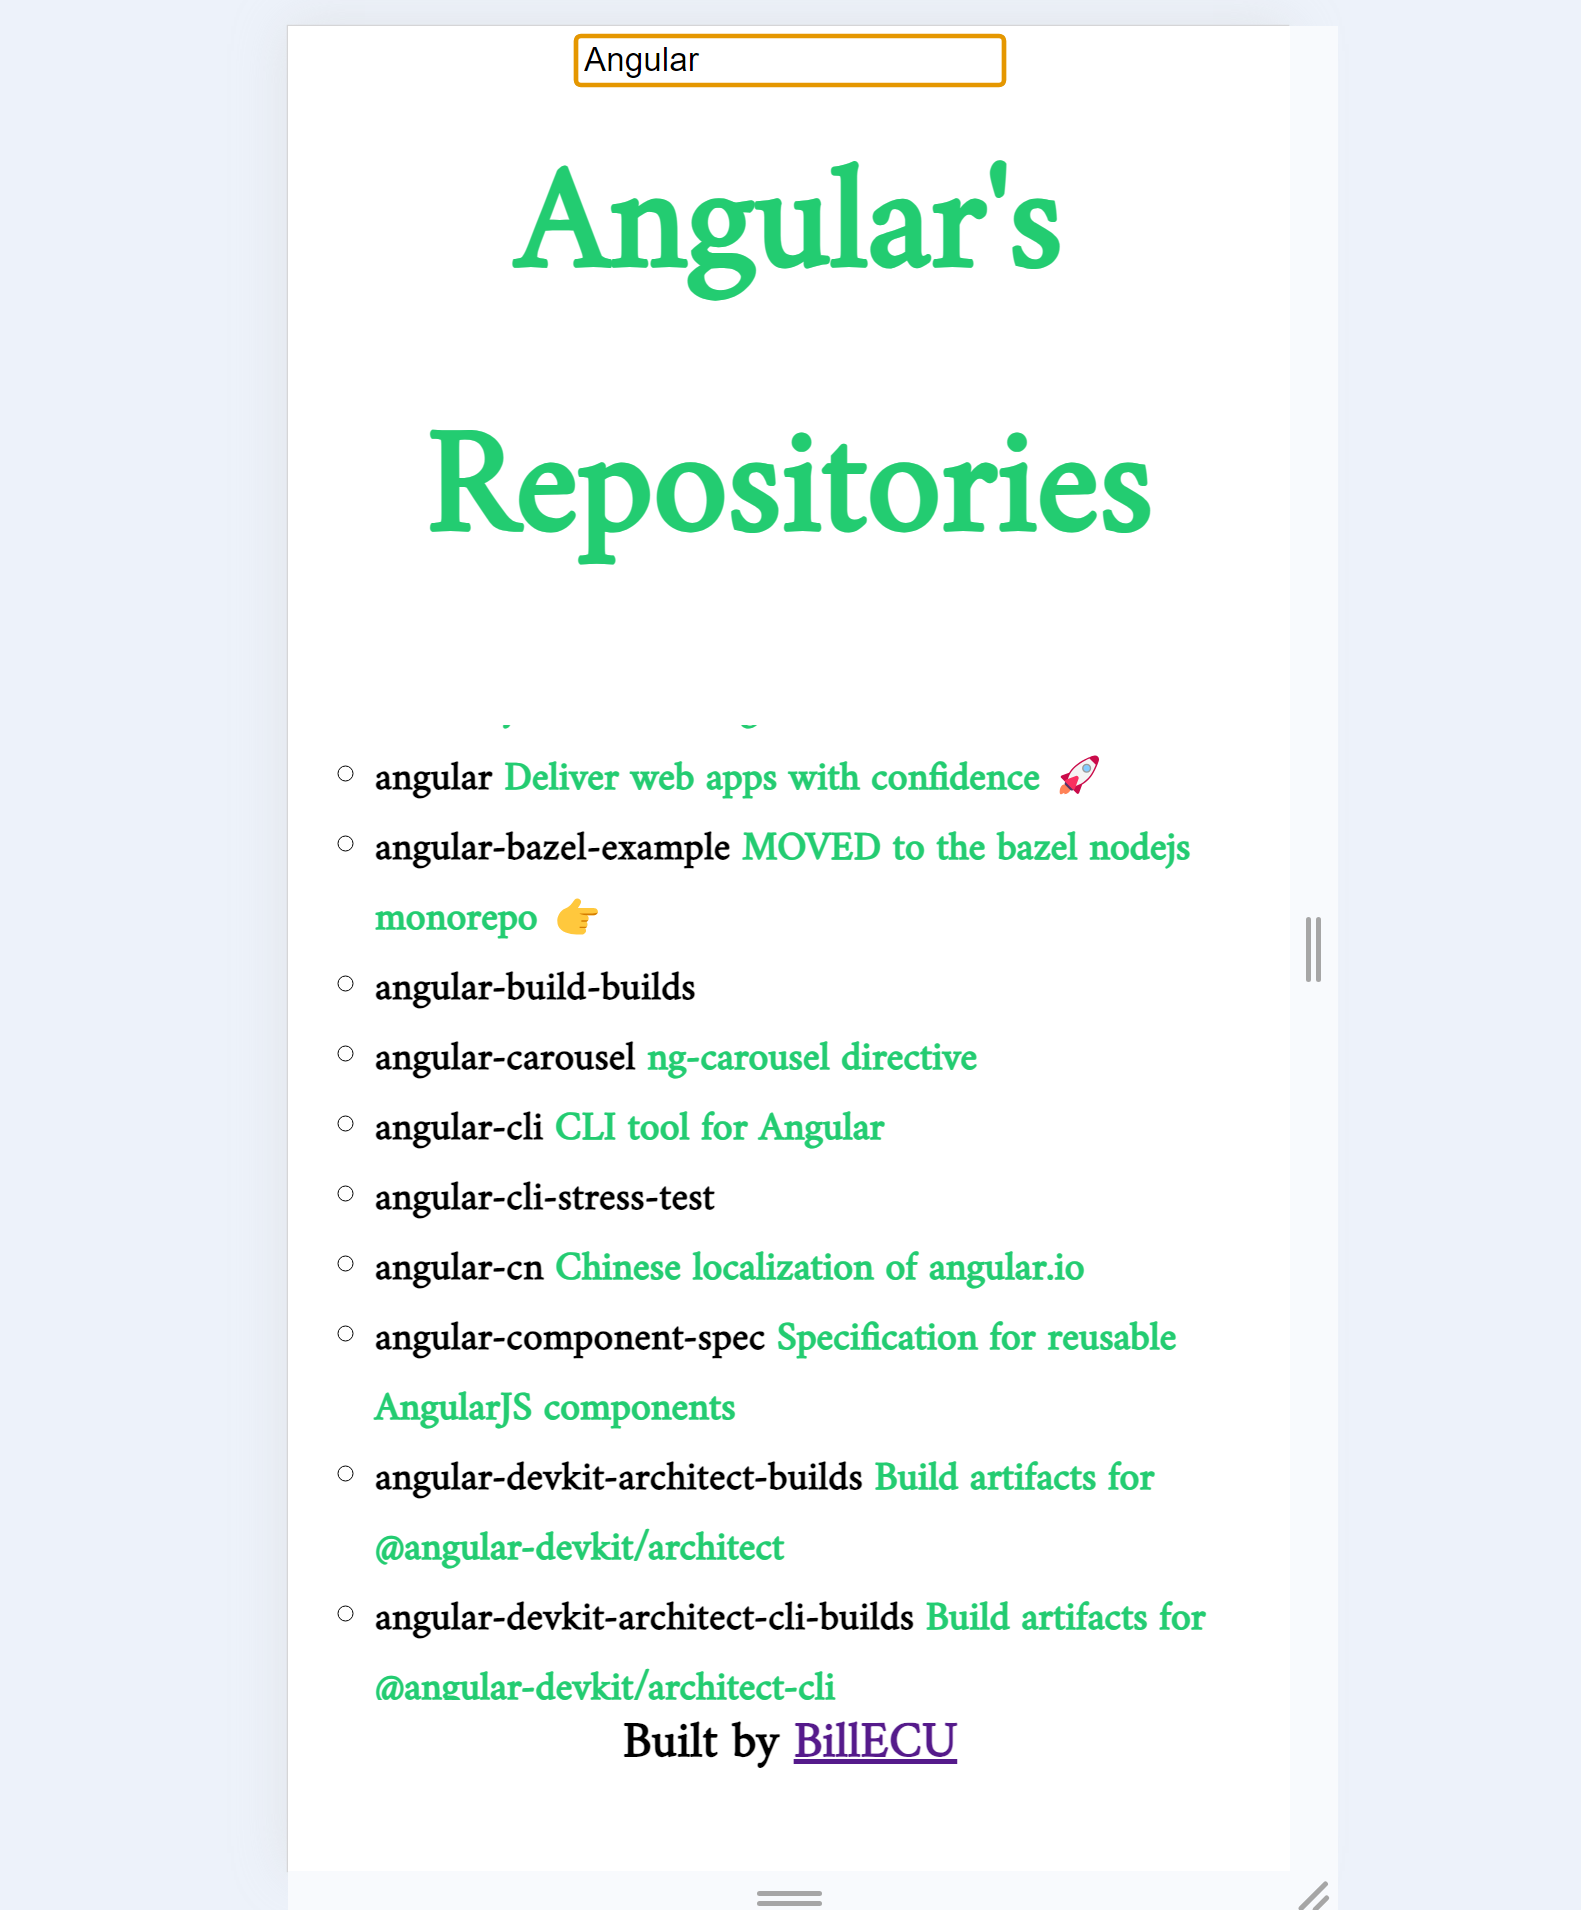 Angular
Angular's
Repositories
angular Deliver web apps with confidence 🚀
angular-bazel-example MOVED to the bazel nodejs
monorepo 👉
angular-build-builds
angular-carousel ng-carousel directive
angular-cli CLI tool for Angular
angular-cli-stress-test
angular-cn Chinese localization of angular.io
angular-component-spec Specification for reusable
AngularJS components
angular-devkit-architect-builds Build artifacts for
@angular-devkit/architect
angular-devkit-architect-cli-builds Build artifacts for
@angular-devkit/architect-cli
Built by BillECU